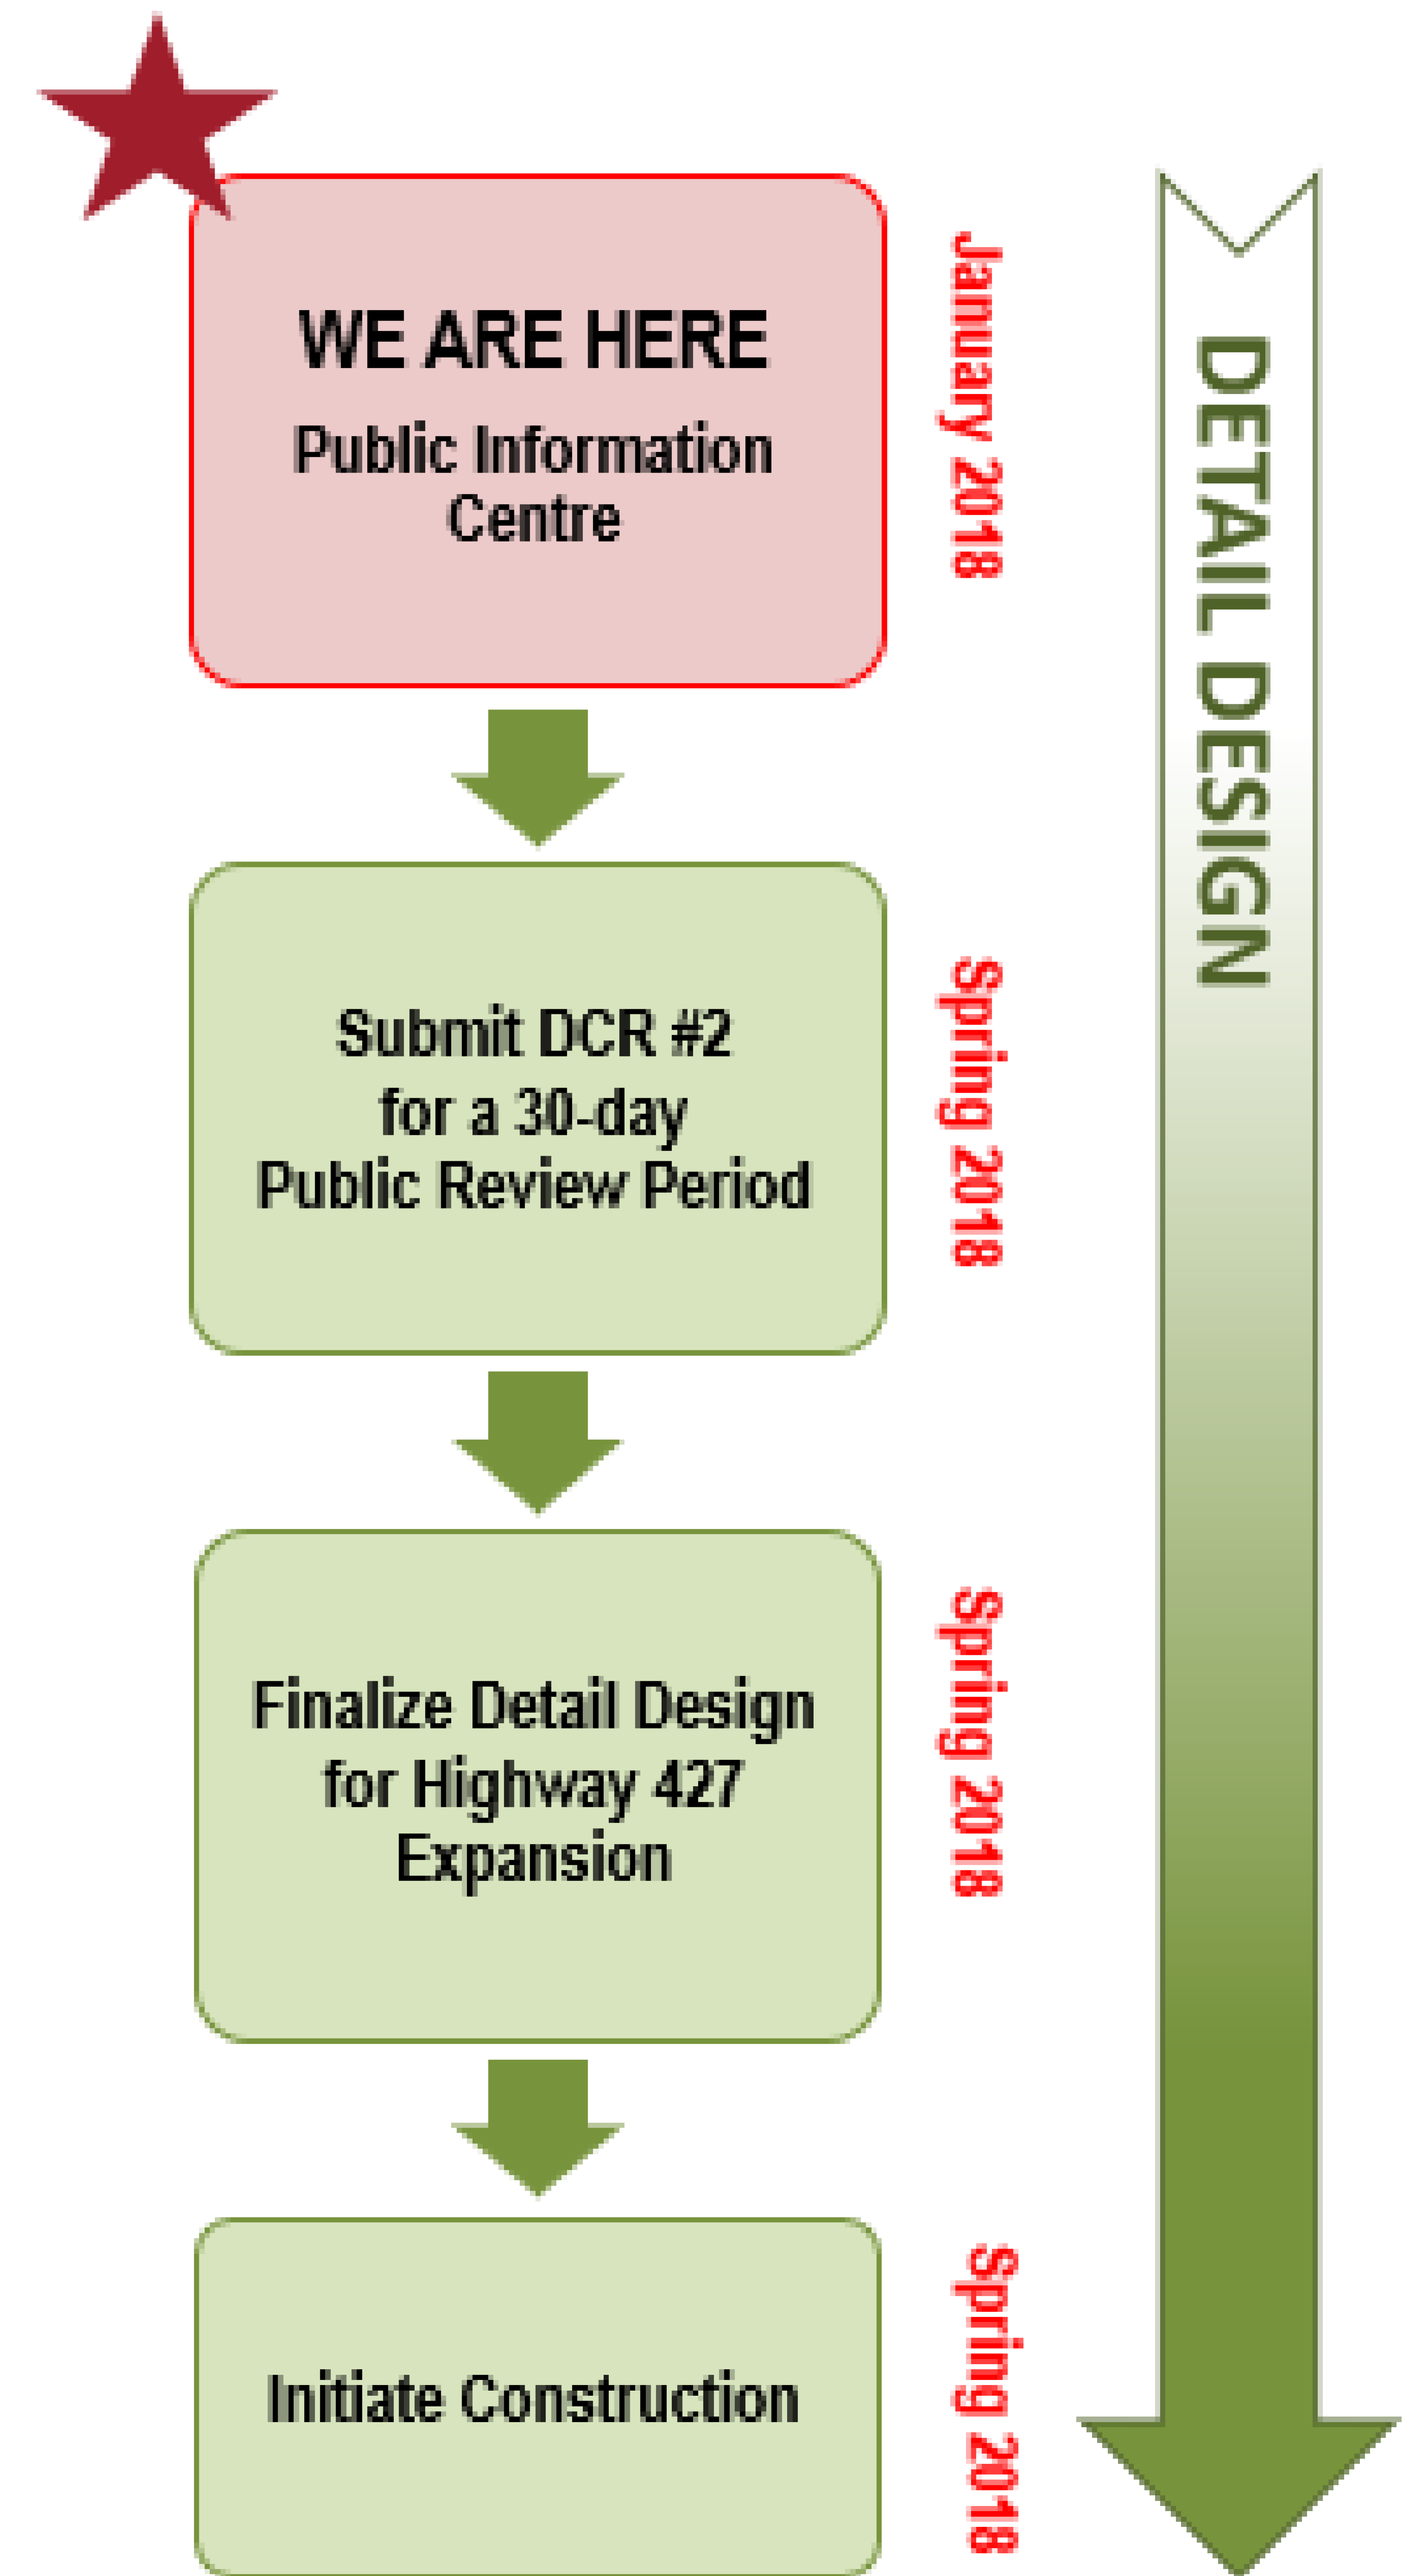 WE ARE HERE
Public Information
Centre
January 2018
DETAIL DESIGN
Submit DCR #2
for a 30-day
Public Review Period
Spring 2018
Finalize Detail Design
for Highway 427
Expansion
Spring 2018
Initiate Construction
Spring 2018